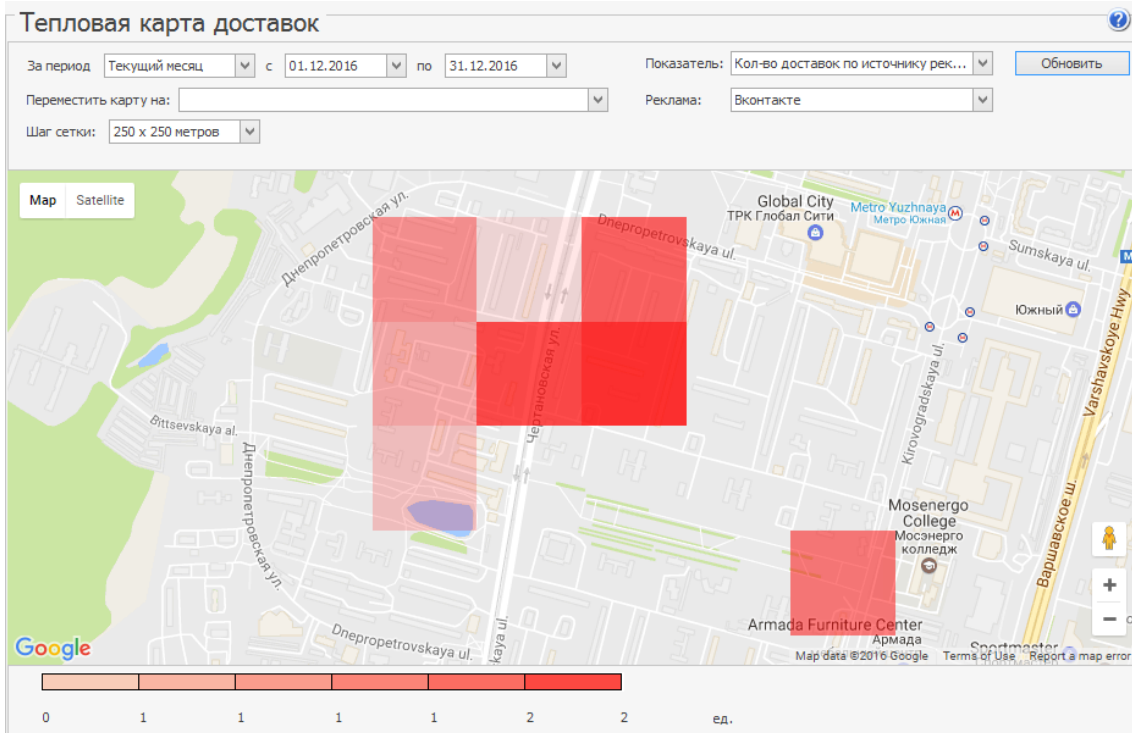 Тепловая карта доставок
За период Текущий месяц с 01.12.2016 по 31.12.2016 Показатель: Кол-во доставок по источнику рек... Обновить
Переместить карту на: Реклама: Вконтакте
Шаг сетки: 250 x 250 метров
Map Satellite
Днепропетровская ул.
Dnepropetrovskaya ul.
Global City
ТРК Глобал Сити
Metro Yuzhnaya
Метро Южная
Sumskaya ul.
Южный
Varshavskoye Hwy
Kirovogradskaya ul.
Чертановская ул.
Bittsevskaya ul.
Днепропетровская ул.
Mosenergo
College
Мосэнерго
колледж
Варшавское ш.
Dnepropetrovskaya ul.
kaya ul.
Armada Furniture Center
Армада
Sportmaster
Google
Map data ©2016 Google Terms of Use Report a map error
0 1 1 1 1 2 2 ед.